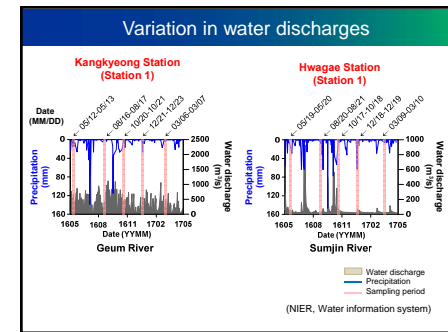 Variation in water discharges
Kangkyeong Station
(Station 1)
Date
(MM/DD)
05/12-05/13
08/16-08/17
10/20-10/21
12/21-12/23
03/06-03/07
Precipitation
(mm)
0
40
80
120
160
2500
2000
1500
1000
500
0
Water discharge
(m³/s)
1605 1608 1611 1702 1705
Date (YYMM)
Geum River
Hwagae Station
(Station 1)
05/19-05/20
08/20-08/21
10/17-10/18
12/18-12/19
03/09-03/10
Precipitation
(mm)
0
40
80
120
160
1000
800
600
400
200
0
Water discharge
(m³/s)
1605 1608 1611 1702 1705
Date (YYMM)
Sumjin River
Water discharge
Precipitation
Sampling period
(NIER, Water information system)